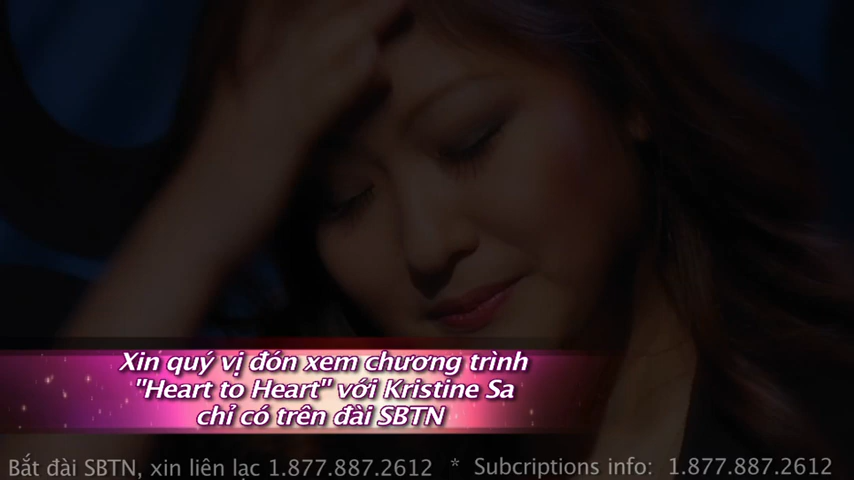 Xin quý vị đón xem chương trình
"Heart to Heart" với Kristine Sa
chỉ có trên đài SBTN
Bắt đài SBTN, xin liên lạc 1.877.887.2612 * Subcriptions info: 1.877.887.2612